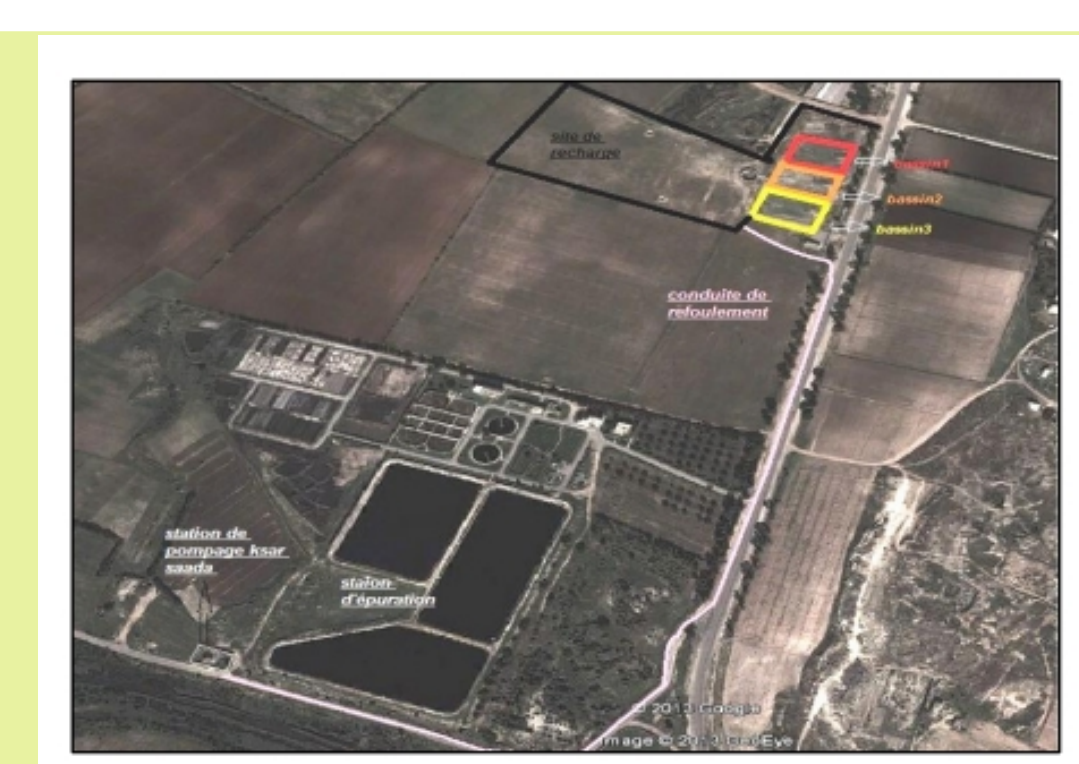 site de
recharge
bassin1
bassin2
bassin3
conduite de
refoulement
station de
pompage ksar
saada
staion
d'épuration
© 2013 Google
Image © 2013 GeoEye